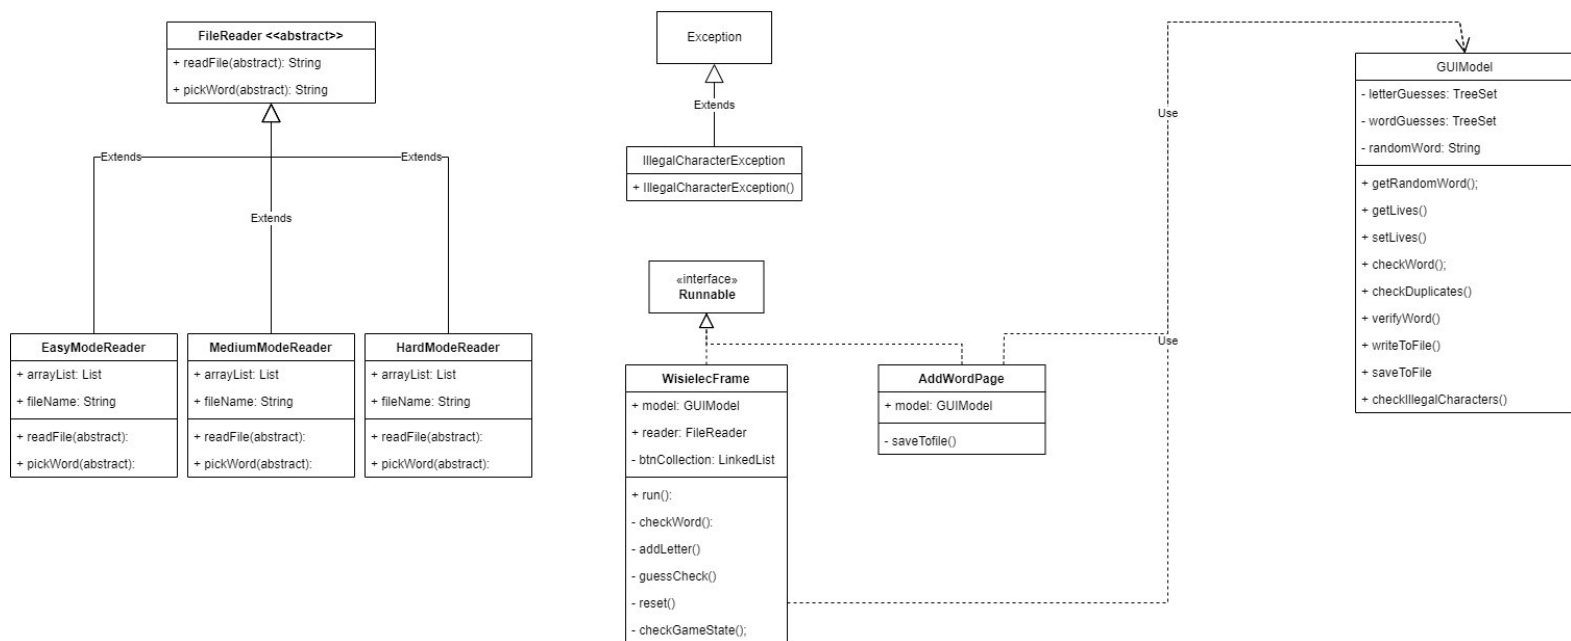 FileReader <<abstract>>
+ readFile(abstract): String
+ pickWord(abstract): String
Extends
Extends
Extends
EasyModeReader
+ arrayList: List
+ fileName: String
+ readFile(abstract):
+ pickWord(abstract):
MediumModeReader
+ arrayList: List
+ fileName: String
+ readFile(abstract):
+ pickWord(abstract):
HardModeReader
+ arrayList: List
+ fileName: String
+ readFile(abstract):
+ pickWord(abstract):
Exception
Extends
IllegalCharacterException
+ IllegalCharacterException()
«interface»
Runnable
WisielecFrame
+ model: GUIModel
+ reader: FileReader
- btnCollection: LinkedList
+ run():
- checkWord():
- addLetter()
- guessCheck()
- reset()
- checkGameState();
AddWordPage
+ model: GUIModel
- saveTofile()
Use
Use
GUIModel
- letterGuesses: TreeSet
- wordGuesses: TreeSet
- randomWord: String
+ getRandomWord();
+ getLives()
+ setLives()
+ checkWord();
+ checkDuplicates()
+ verifyWord()
+ writeToFile()
+ saveToFile
+ checkIllegalCharacters()